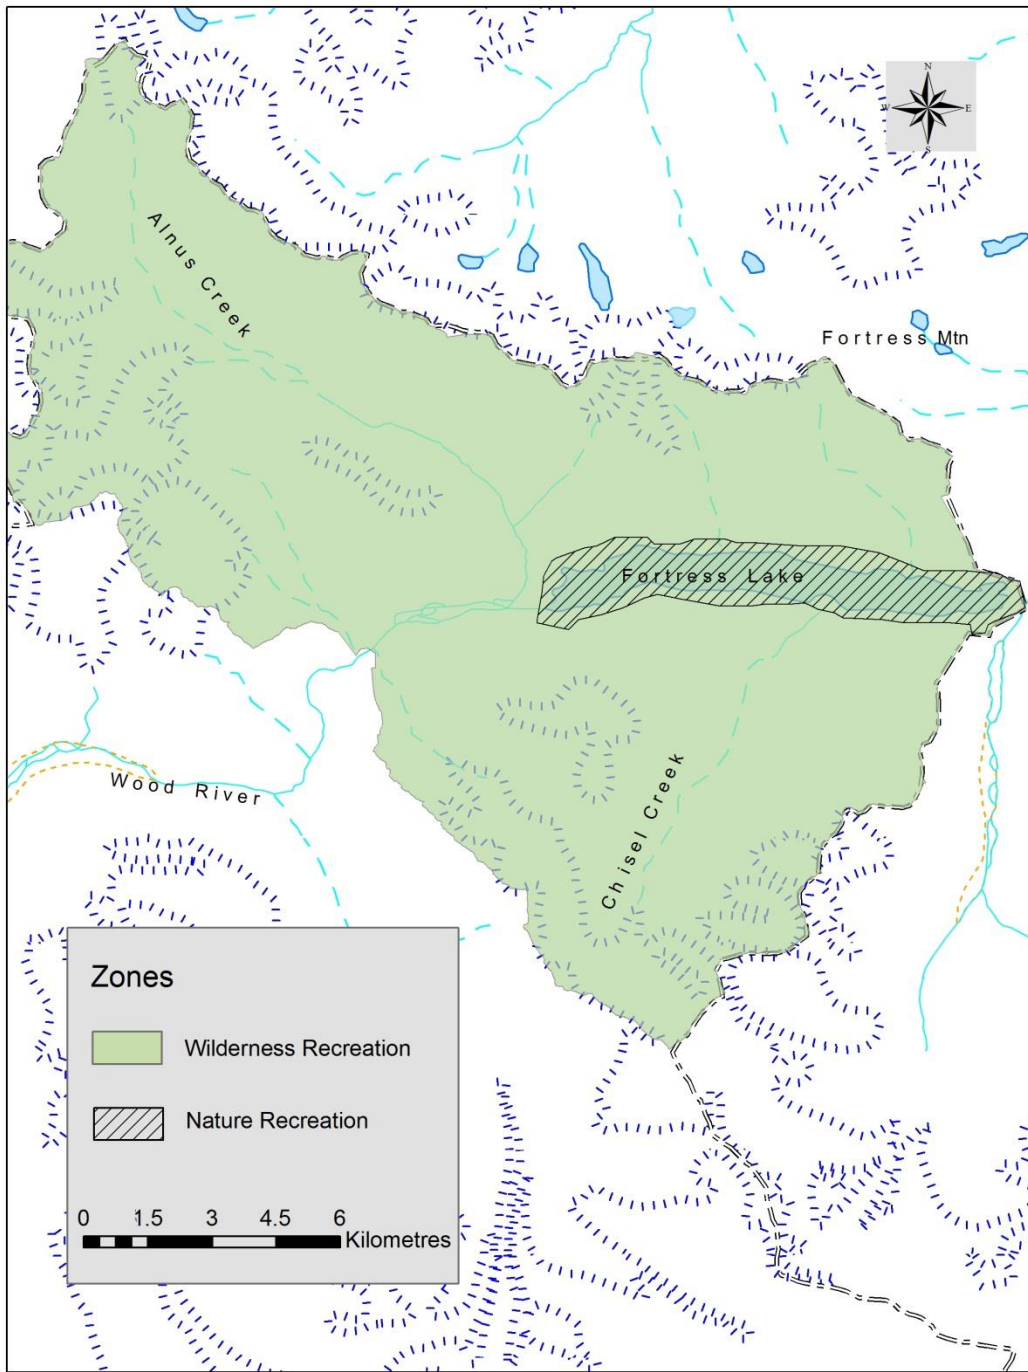 N
W E
S
Alnus Creek
Fortress Mtn
Fortress Lake
Wood River
Chisel Creek
Zones
Wilderness Recreation
Nature Recreation
0 1.5 3 4.5 6
Kilometres